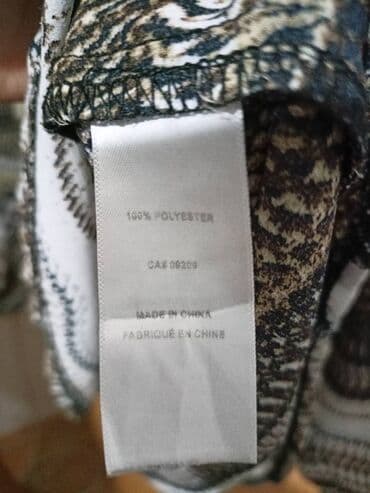 100% POLYESTER
CA# 09209
MADE IN CHINA
FABRIQUÉ EN CHINE